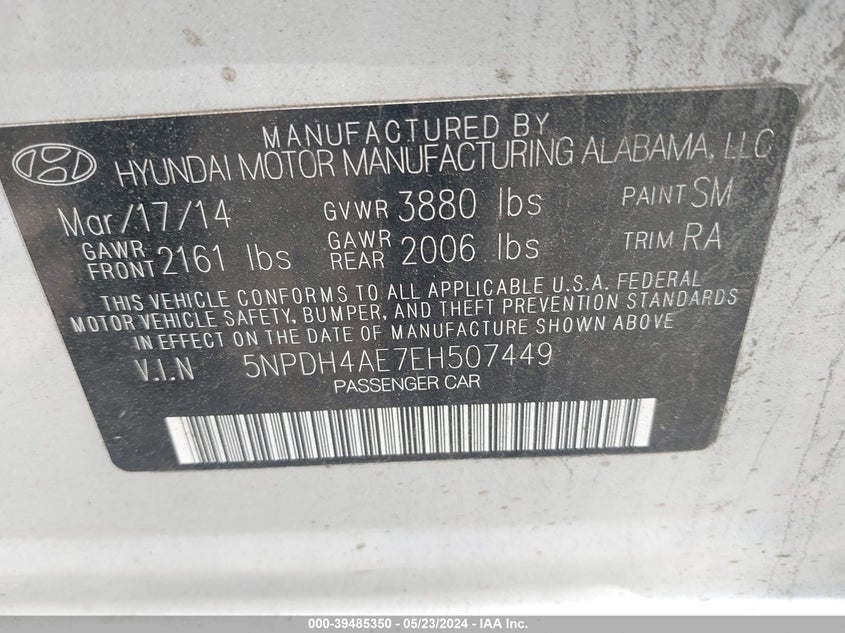 MANUFACTURED BY
HYUNDAI MOTOR MANUFACTURING ALABAMA, LLC
Mar/17/14 GVWR 3880 lbs PAINT SM
GAWR FRONT 2161 lbs GAWR REAR 2006 lbs TRIM RA
THIS VEHICLE CONFORMS TO ALL APPLICABLE U.S.A. FEDERAL
MOTOR VEHICLE SAFETY, BUMPER, AND THEFT PREVENTION STANDARDS
IN EFFECT ON THE DATE OF MANUFACTURE SHOWN ABOVE
V.I.N 5NPDH4AE7EH507449
PASSENGER CAR
000-39485350 - 05/23/2024 - IAA Inc.